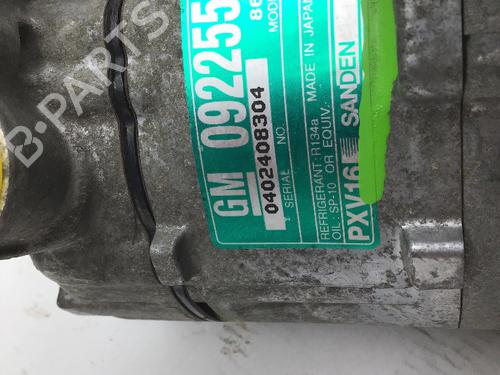 GM 092255
0402408304
SERIAL NO.
86
MODE
REFRIGERANT: R134a MADE IN JAPAN
OIL: SP-10 OR EQUIV.
PXV16 SANDEN
B-PARTS